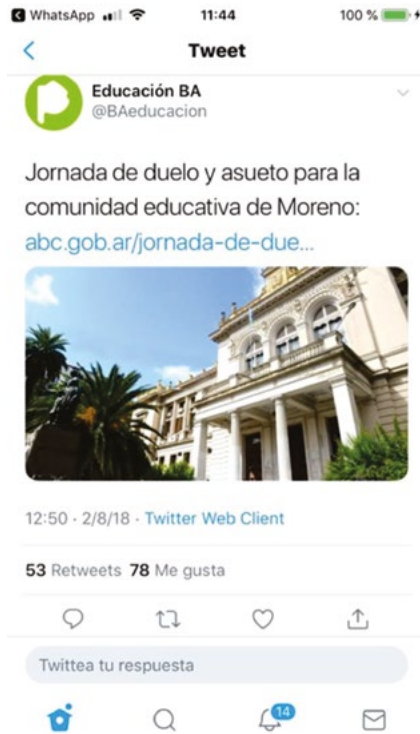 WhatsApp 11:44 100 %
Tweet
Educación BA
@BAeducacion
Jornada de duelo y asueto para la
comunidad educativa de Moreno:
abc.gob.ar/jornada-de-due...
12:50 · 2/8/18 · Twitter Web Client
53 Retweets 78 Me gusta
Twittea tu respuesta
14